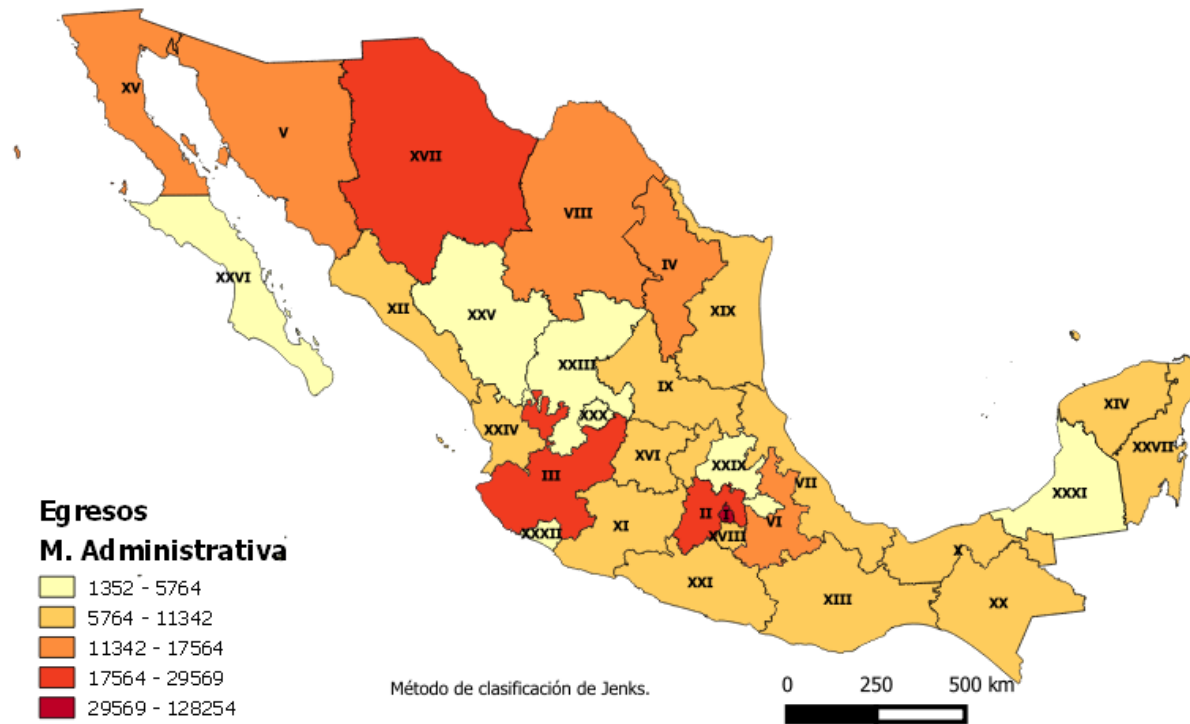 XV
V
XVII
VIII
IV
XXVI
XII
XXV
XIX
XXIII
IX
XXX
XXIV
XIV
XVI
XXIX
XXVII
III
VII
XXXI
II
I
VI
XXXII
XI
XVIII
X
XXI
XIII
XX
Egresos
M. Administrativa
1352 - 5764
5764 - 11342
11342 - 17564
17564 - 29569
29569 - 128254
Método de clasificación de Jenks.
0 250 500 km